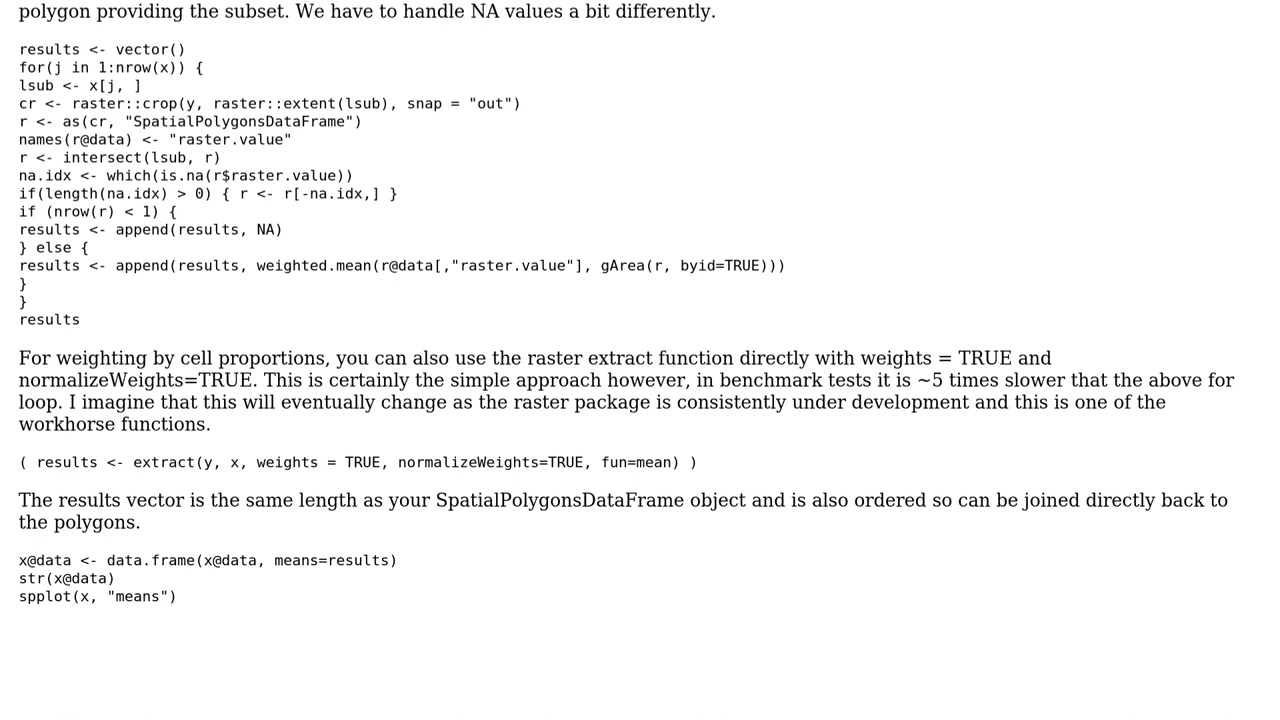 polygon providing the subset. We have to handle NA values a bit differently.
results <- vector()
for(j in 1:nrow(x)) {
lsub <- x[j, ]
cr <- raster::crop(y, raster::extent(lsub), snap = "out")
r <- as(cr, "SpatialPolygonsDataFrame")
names(r@data) <- "raster.value"
r <- intersect(lsub, r)
na.idx <- which(is.na(r$raster.value))
if(length(na.idx) > 0) { r <- r[-na.idx,] }
if (nrow(r) < 1) {
results <- append(results, NA)
} else {
results <- append(results, weighted.mean(r@data[,"raster.value"], gArea(r, byid=TRUE)))
}
}
results
For weighting by cell proportions, you can also use the raster extract function directly with weights = TRUE and
normalizeWeights=TRUE. This is certainly the simple approach however, in benchmark tests it is ~5 times slower that the above for
loop. I imagine that this will eventually change as the raster package is consistently under development and this is one of the
workhorse functions.
( results <- extract(y, x, weights = TRUE, normalizeWeights=TRUE, fun=mean) )
The results vector is the same length as your SpatialPolygonsDataFrame object and is also ordered so can be joined directly back to
the polygons.
x@data <- data.frame(x@data, means=results)
str(x@data)
spplot(x, "means")